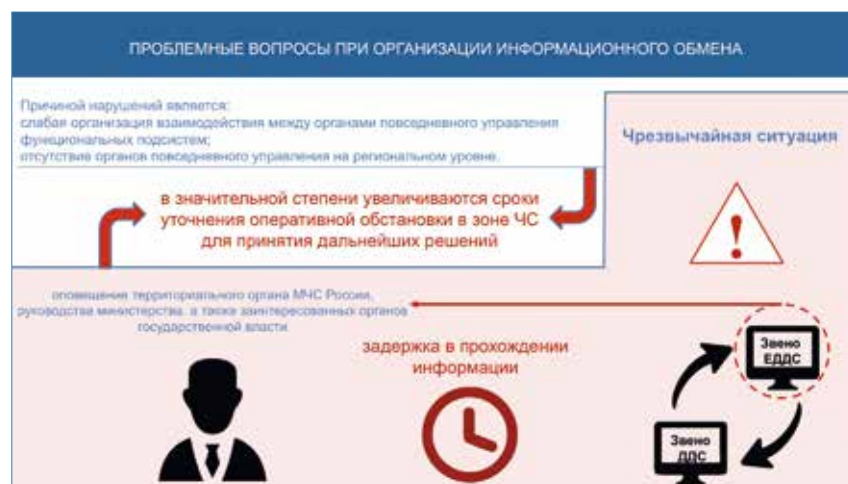 ПРОБЛЕМНЫЕ ВОПРОСЫ ПРИ ОРГАНИЗАЦИИ ИНФОРМАЦИОННОГО ОБМЕНА
Причиной нарушений является:
слабая организация взаимодействия между органами повседневного управления
функциональных подсистем;
отсутствие органов повседневного управления на региональном уровне.
Чрезвычайная ситуация
в значительной степени увеличиваются сроки
уточнения оперативной обстановки в зоне ЧС
для принятия дальнейших решений
!
оповещения территориального органа МЧС России,
руководства министерства, а также заинтересованных органов
государственной власти
задержка в прохождении
информации
Звено
ЕДДС
Звено
ДДС